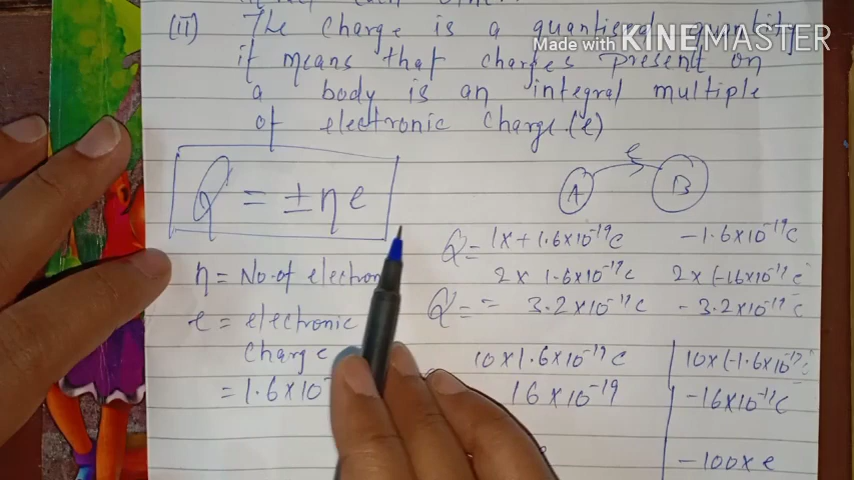 (II) The charge is a quantised quantity
Made with KINEMASTER
it means that charges present on
a body is an integral multiple
of electronic charge (e)
Q = ±ne
A e B
n = No. of electron
e = electronic
charge
= 1.6×10
Q = 1× + 1.6×10⁻¹⁹C -1.6×10⁻¹⁹C
2× 1.6×10⁻¹⁹C 2×(-1.6×10⁻¹⁹C
Q = = 3.2×10⁻¹⁹C -3.2×10⁻¹⁹C
10×1.6×10⁻¹⁹C 10×(-1.6×10⁻¹⁹C
16×10⁻¹⁹ -16×10⁻¹⁹C
-100×e